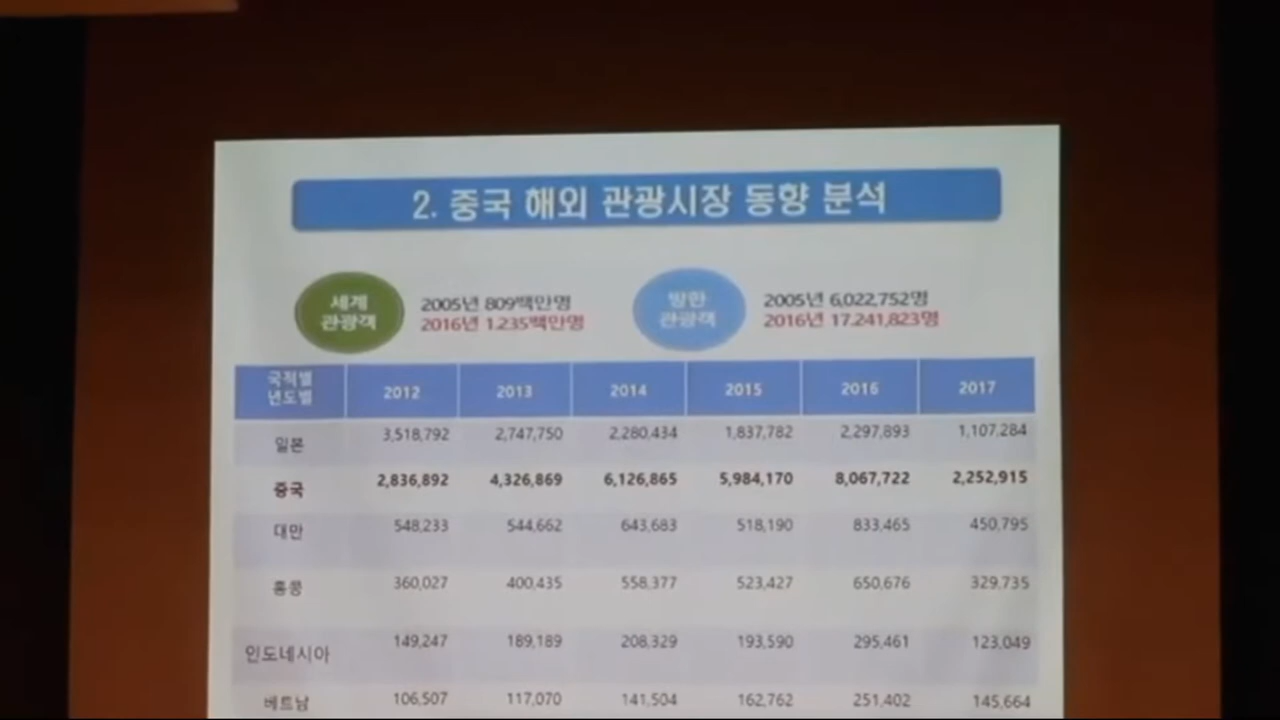 2. 중국 해외 관광시장 동향 분석
세계
관광객
2005년 809백만명
2016년 1.235백만명
방한
관광객
2005년 6,022,752명
2016년 17.241,823명
국적별
년도별 2012 2013 2014 2015 2016 2017
일본 3,518,792 2,747,750 2,280,434 1,837,782 2,297,893 1,107,284
중국 2,836,892 4,326,869 6,126,865 5,984,170 8,067,722 2,252,915
대만 548,233 544,662 643,683 518,190 833,465 450,795
홍콩 360,027 400,435 558,377 523,427 650,676 329,735
인도네시아 149,247 189,189 208,329 193,590 295,461 123,049
베트남 106,507 117,070 141,504 162,762 251,402 145,664